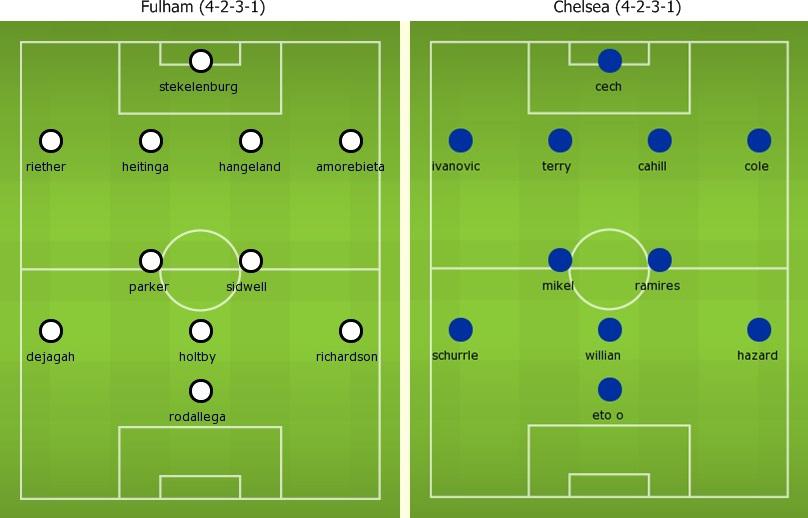 Fulham (4-2-3-1)
stekelenburg
riether heitinga hangeland amorebieta
parker sidwell
dejagah holtby richardson
rodallega
Chelsea (4-2-3-1)
cech
ivanovic terry cahill cole
mikel ramires
schurrle willian hazard
eto o